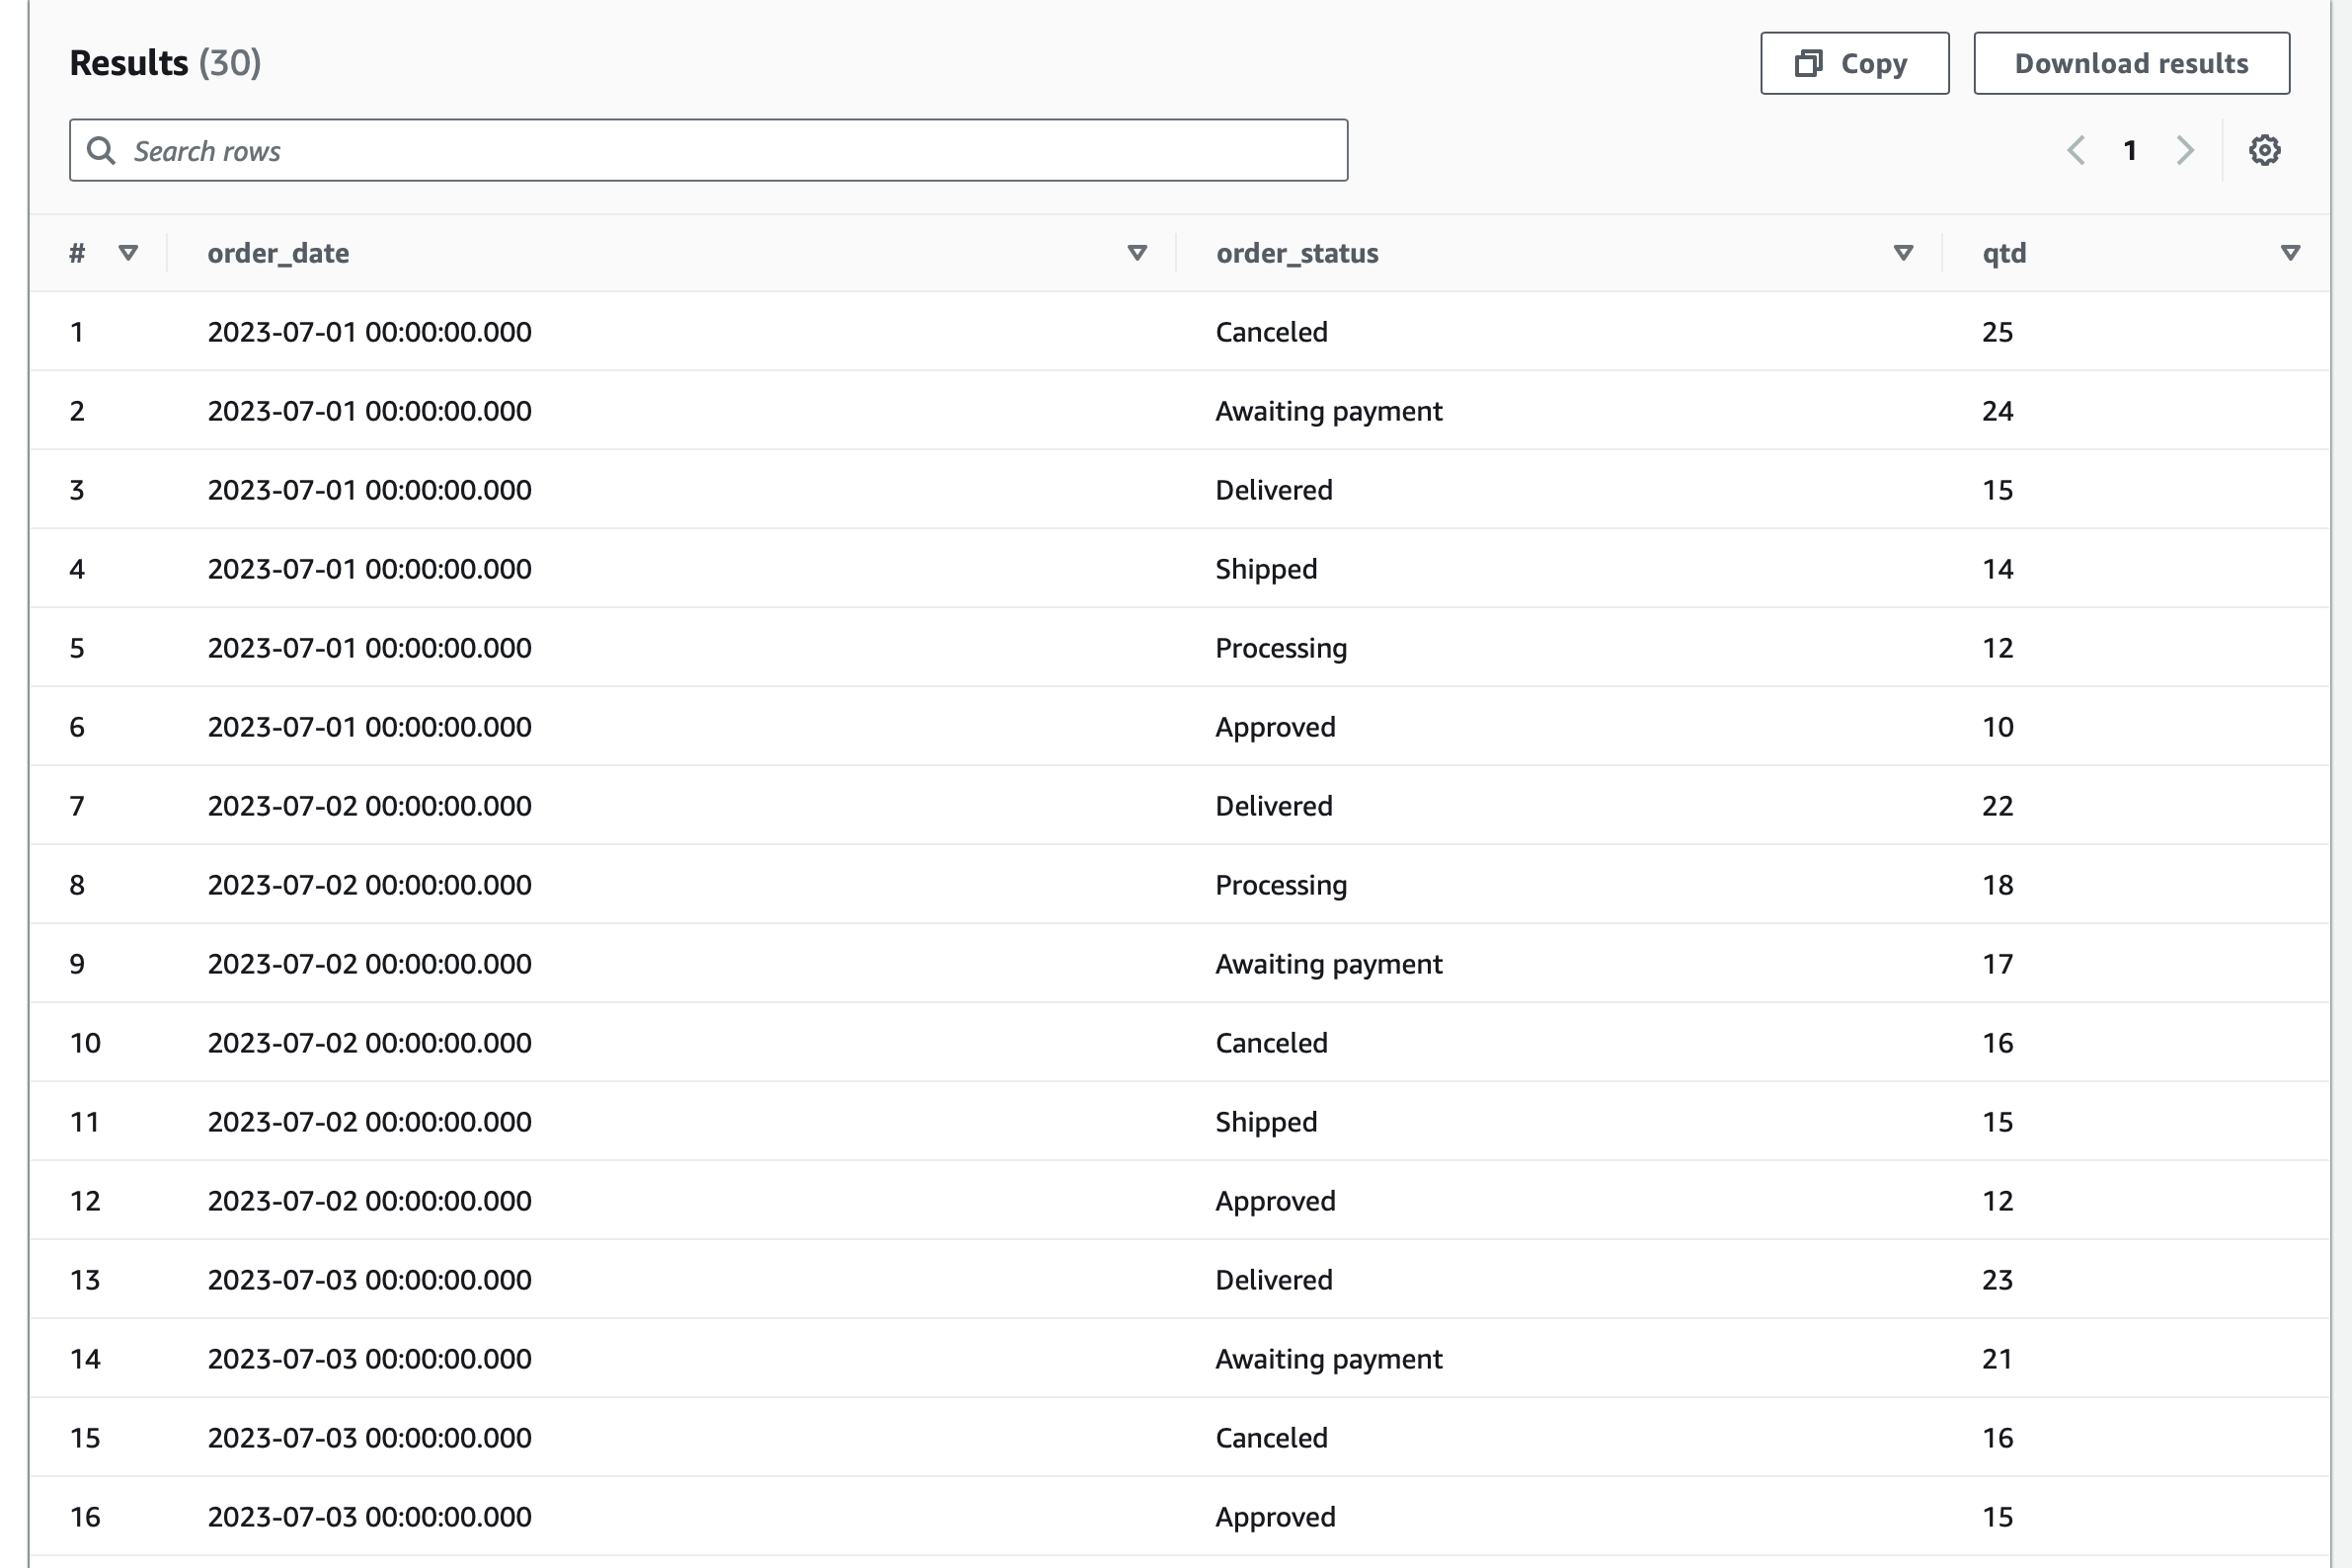 Results (30)
Copy
Download results
Search rows
1
# order_date order_status qtd
1 2023-07-01 00:00:00.000 Canceled 25
2 2023-07-01 00:00:00.000 Awaiting payment 24
3 2023-07-01 00:00:00.000 Delivered 15
4 2023-07-01 00:00:00.000 Shipped 14
5 2023-07-01 00:00:00.000 Processing 12
6 2023-07-01 00:00:00.000 Approved 10
7 2023-07-02 00:00:00.000 Delivered 22
8 2023-07-02 00:00:00.000 Processing 18
9 2023-07-02 00:00:00.000 Awaiting payment 17
10 2023-07-02 00:00:00.000 Canceled 16
11 2023-07-02 00:00:00.000 Shipped 15
12 2023-07-02 00:00:00.000 Approved 12
13 2023-07-03 00:00:00.000 Delivered 23
14 2023-07-03 00:00:00.000 Awaiting payment 21
15 2023-07-03 00:00:00.000 Canceled 16
16 2023-07-03 00:00:00.000 Approved 15